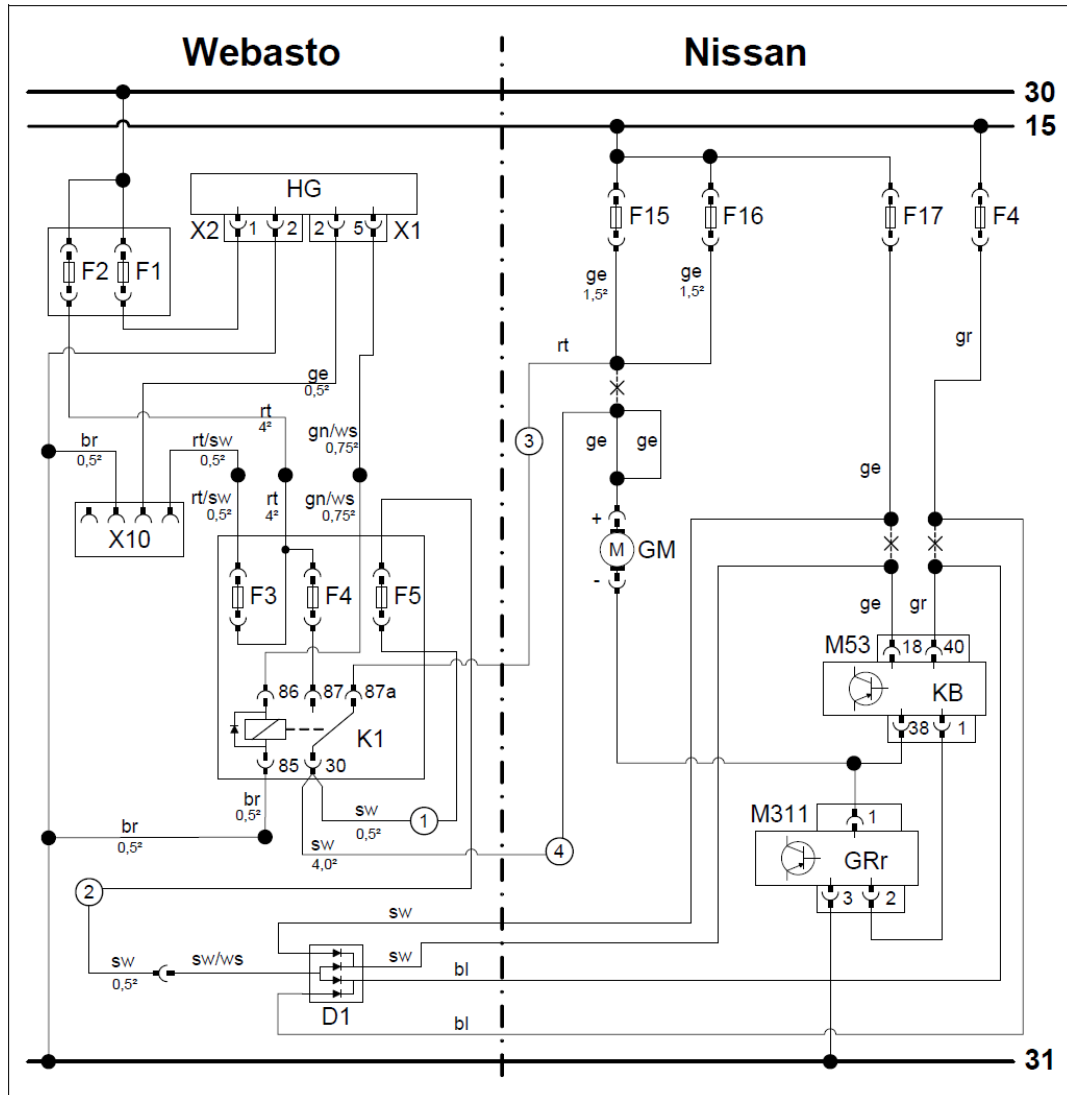 Webasto Nissan
30
15
HG
X2 1 2 2 5 X1
F15 F16 F17 F4
F2 F1
ge ge
1,5² 1,5²
gr
rt
ge
0,5²
rt
4²
gn/ws
0,75²
br
0,5²
rt/sw
0,5²
3
ge ge
ge
rt/sw
0,5²
rt
4²
gn/ws
0,75²
X10
+
M GM
-
F3 F4 F5
ge gr
M53 18 40
86 87 87a
KB
K1
38 1
85 30
br
0,5²
sw
0,5²
1
M311 1
br
0,5²
sw
4,0²
4
GRr
2
3 2
sw
sw
0,5²
sw/ws
sw
bl
D1
bl
31